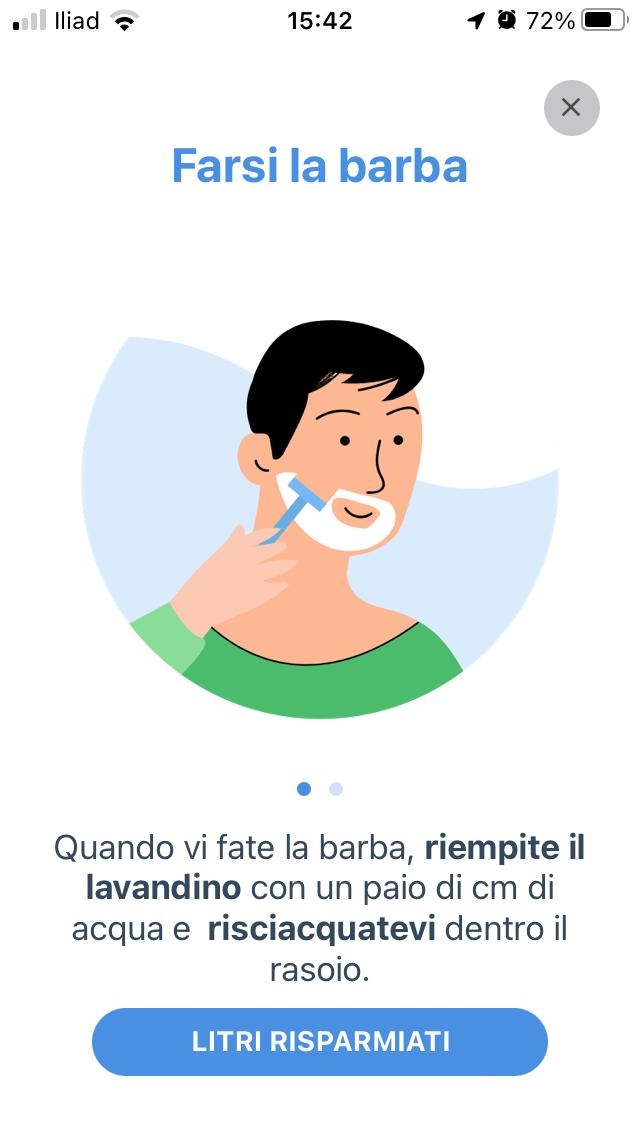 Iliad 15:42 72%
Farsi la barba
Quando vi fate la barba, riempite il
lavandino con un paio di cm di
acqua e risciacquatevi dentro il
rasoio.
LITRI RISPARMIATI